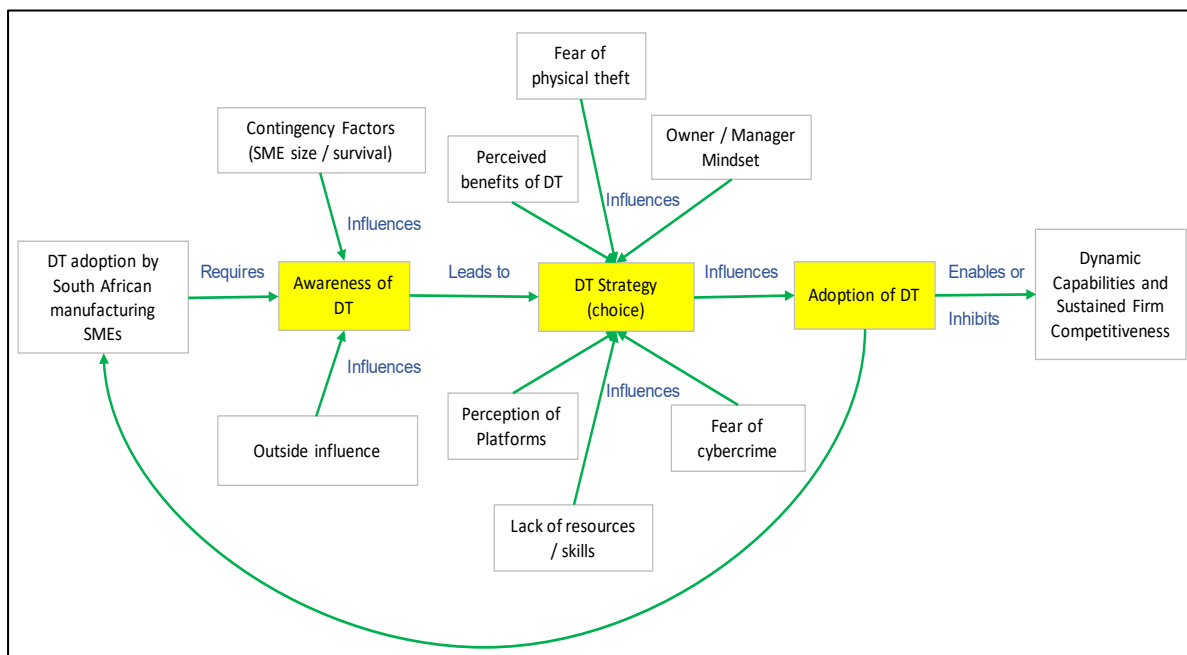 Fear of
physical theft
Contingency Factors
(SME size / survival)
Owner / Manager
Mindset
Perceived
benefits of DT
Influences
Influences
DT adoption by
South African
manufacturing
SMEs
Requires
Awareness of
DT
Leads to
DT Strategy
(choice)
Influences
Adoption of DT
Enables or
Inhibits
Dynamic
Capabilities and
Sustained Firm
Competitiveness
Influences
Influences
Outside influence
Perception of
Platforms
Fear of
cybercrime
Lack of resources
/ skills